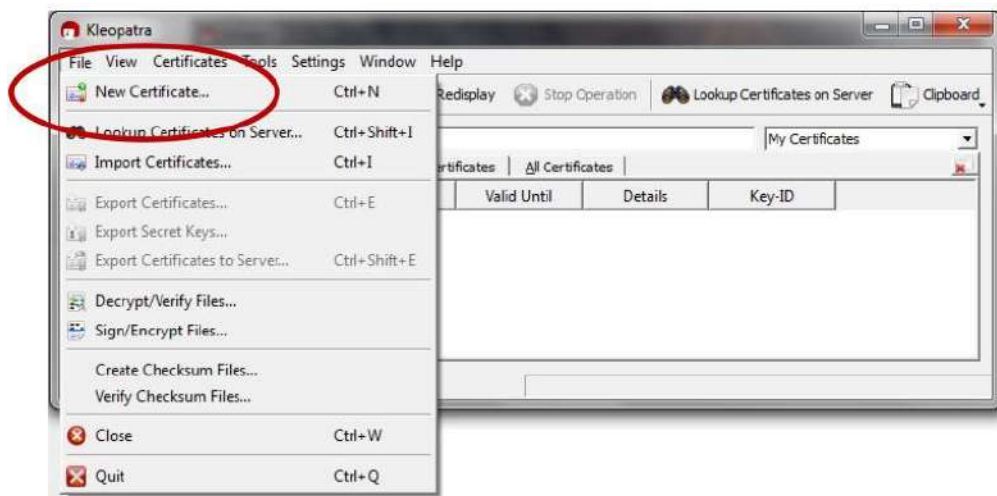 Kleopatra
File View Certificates Tools Settings Window Help
New Certificate... Ctrl+N
Redisplay Stop Operation Lookup Certificates on Server Clipboard
Lookup Certificates on Server... Ctrl+Shift+I
My Certificates
Import Certificates... Ctrl+I
All Certificates
Valid Until Details Key-ID
Export Certificates... Ctrl+E
Export Secret Keys...
Export Certificates to Server... Ctrl+Shift+E
Decrypt/Verify Files...
Sign/Encrypt Files...
Create Checksum Files...
Verify Checksum Files...
Close Ctrl+W
Quit Ctrl+Q